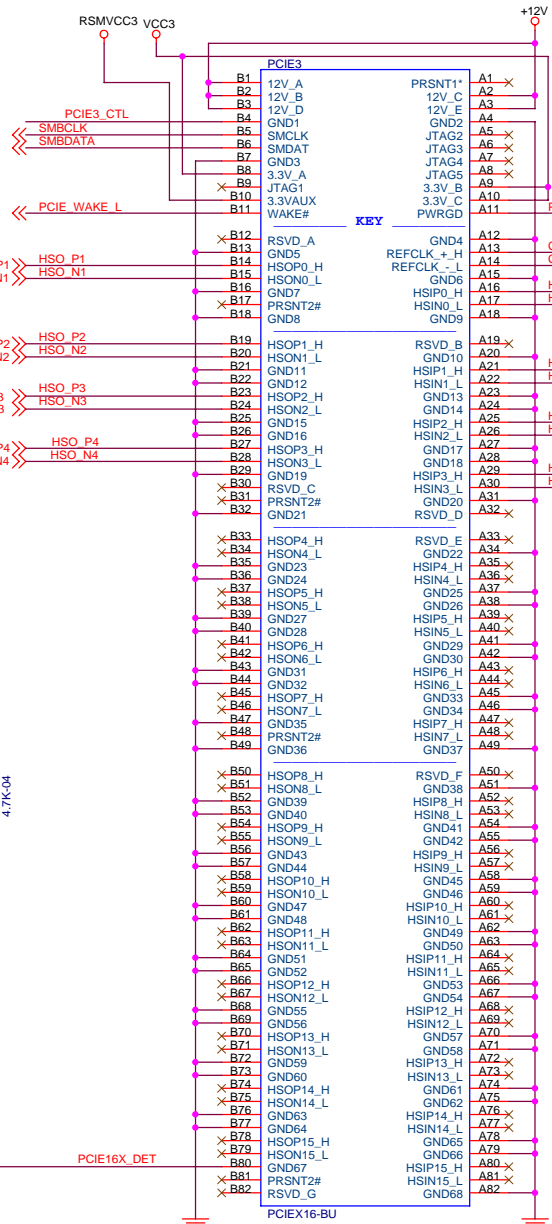 RSMVCC3 VCC3 +12V
PCIE3
B1 12V_A PRSNT1* A1
B2 12V_B 12V_C A2
B3 12V_D 12V_E A3
PCIE3_CTL B4 GND1 GND2 A4
SMBCLK B5 SMCLK JTAG2 A5
SMBDATA B6 SMDAT JTAG3 A6
B7 GND3 JTAG4 A7
B8 3.3V_A JTAG5 A8
B9 JTAG1 3.3V_B A9
B10 3.3VAUX 3.3V_C A10
PCIE_WAKE_L B11 WAKE# PWRGD A11
KEY
B12 RSVD_A GND4 A12
B13 GND5 REFCLK_+_H A13
P1 HSO_P1 B14 HSOP0_H REFCLK_-_L A14
N1 HSO_N1 B15 HSON0_L GND6 A15
B16 GND7 HSIP0_H A16 H
B17 PRSNT2# HSIN0_L A17 H
B18 GND8 GND9 A18
P2 HSO_P2 B19 HSOP1_H RSVD_B A19
N2 HSO_N2 B20 HSON1_L GND10 A20
B21 GND11 HSIP1_H A21 H
B22 GND12 HSIN1_L A22 H
3 HSO_P3 B23 HSOP2_H GND13 A23
3 HSO_N3 B24 HSON2_L GND14 A24
B25 GND15 HSIP2_H A25 H
B26 GND16 HSIN2_L A26 H
P4 HSO_P4 B27 HSOP3_H GND17 A27
N4 HSO_N4 B28 HSON3_L GND18 A28
B29 GND19 HSIP3_H A29 H
B30 RSVD_C HSIN3_L A30 H
B31 PRSNT2# GND20 A31
B32 GND21 RSVD_D A32
B33 HSOP4_H RSVD_E A33
B34 HSON4_L GND22 A34
B35 GND23 HSIP4_H A35
B36 GND24 HSIN4_L A36
B37 HSOP5_H GND25 A37
B38 HSON5_L GND26 A38
B39 GND27 HSIP5_H A39
B40 GND28 HSIN5_L A40
B41 HSOP6_H GND29 A41
B42 HSON6_L GND30 A42
B43 GND31 HSIP6_H A43
B44 GND32 HSIN6_L A44
B45 HSOP7_H GND33 A45
B46 HSON7_L GND34 A46
B47 GND35 HSIP7_H A47
B48 PRSNT2# HSIN7_L A48
B49 GND36 GND37 A49
B50 HSOP8_H RSVD_F A50
B51 HSON8_L GND38 A51
B52 GND39 HSIP8_H A52
B53 GND40 HSIN8_L A53
4.7K-04
B54 HSOP9_H GND41 A54
B55 HSON9_L GND42 A55
B56 GND43 HSIP9_H A56
B57 GND44 HSIN9_L A57
B58 HSOP10_H GND45 A58
B59 HSON10_L GND46 A59
B60 GND47 HSIP10_H A60
B61 GND48 HSIN10_L A61
B62 HSOP11_H GND49 A62
B63 HSON11_L GND50 A63
B64 GND51 HSIP11_H A64
B65 GND52 HSIN11_L A65
B66 HSOP12_H GND53 A66
B67 HSON12_L GND54 A67
B68 GND55 HSIP12_H A68
B69 GND56 HSIN12_L A69
B70 HSOP13_H GND57 A70
B71 HSON13_L GND58 A71
B72 GND59 HSIP13_H A72
B73 GND60 HSIN13_L A73
B74 HSOP14_H GND61 A74
B75 HSON14_L GND62 A75
B76 GND63 HSIP14_H A76
B77 GND64 HSIN14_L A77
B78 HSOP15_H GND65 A78
B79 HSON15_L GND66 A79
PCIE16X_DET B80 GND67 HSIP15_H A80
B81 PRSNT2# HSIN15_L A81
B82 RSVD_G GND68 A82
PCIEX16-BU